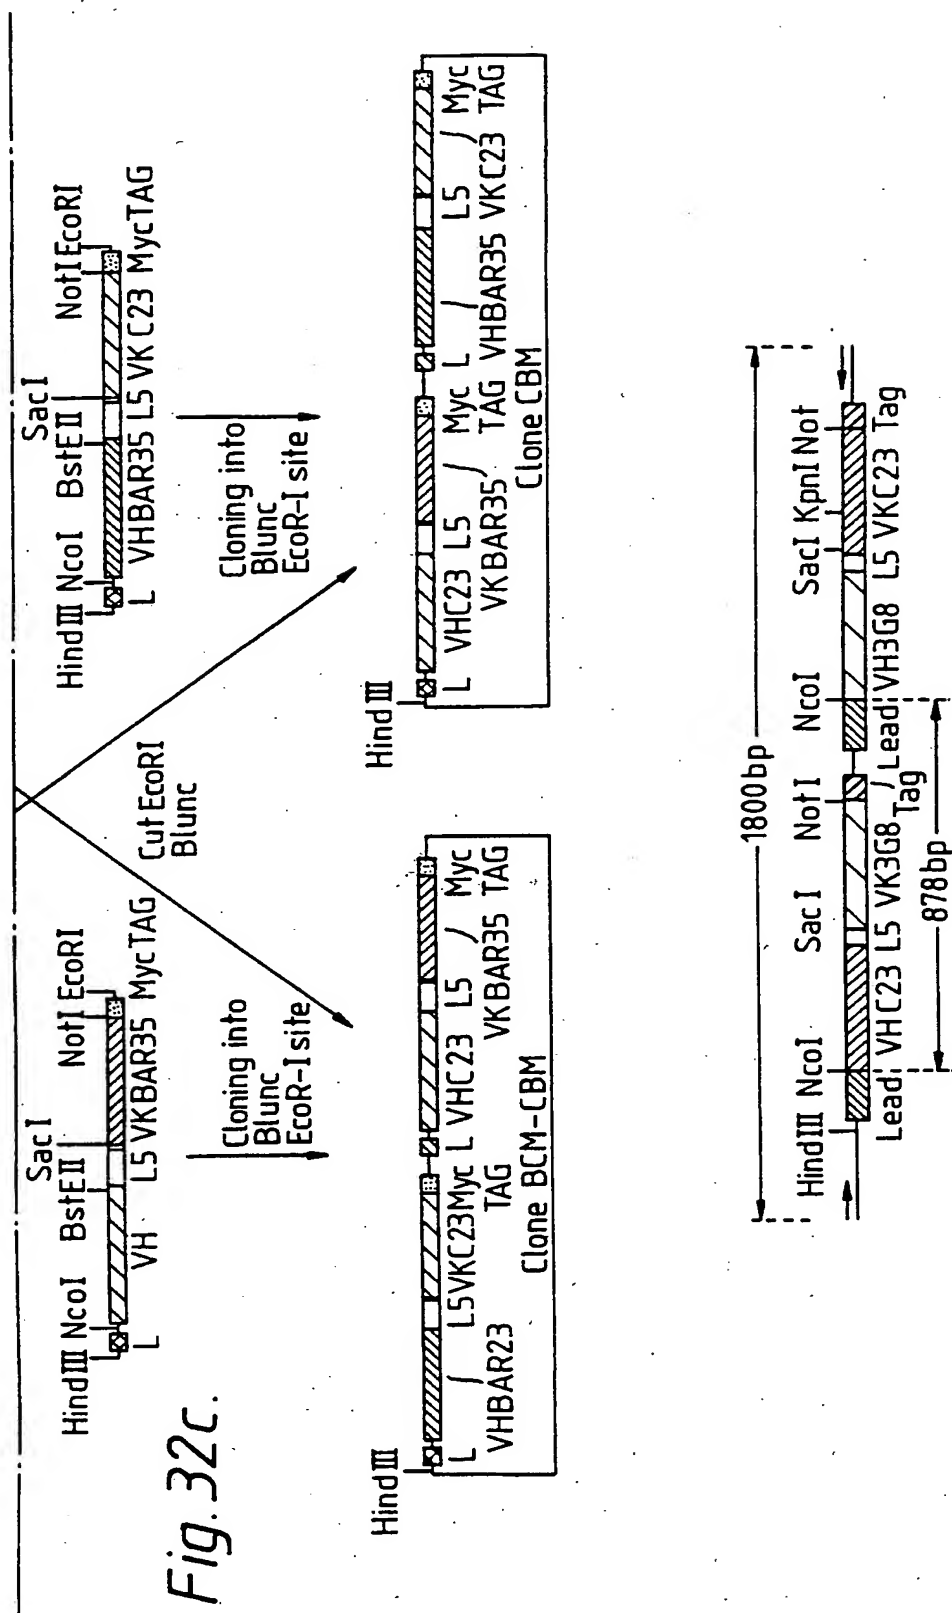 Fig. 32c.
HindIII NcoI BstEII SacI NotI EcoRI
L VH L5 VKBAR35 MycTAG
Cloning into
Blunc
EcoR-I site
Cut EcoRI
Blunc
HindIII NcoI BstEII SacI NotI EcoRI
L VHBAR35 L5 VK C23 MycTAG
Cloning into
Blunc
EcoR-I site
Hind III
L / L5VKC23Myc L VHC23 L5 / Myc
VHBAR23 TAG VKBAR35 TAG
Clone BCM-CBM
Hind III
L VHC23 L5 / Myc L / L5 / Myc
VKBAR35 TAG VHBAR35 VKC23 TAG
Clone CBM
1800bp
HindIII NcoI SacI NotI NcoI SacI KpnI Not
Lead VHC23 L5 VK3G8 / Lead VH3G8 L5 VKC23 Tag
Tag
878bp